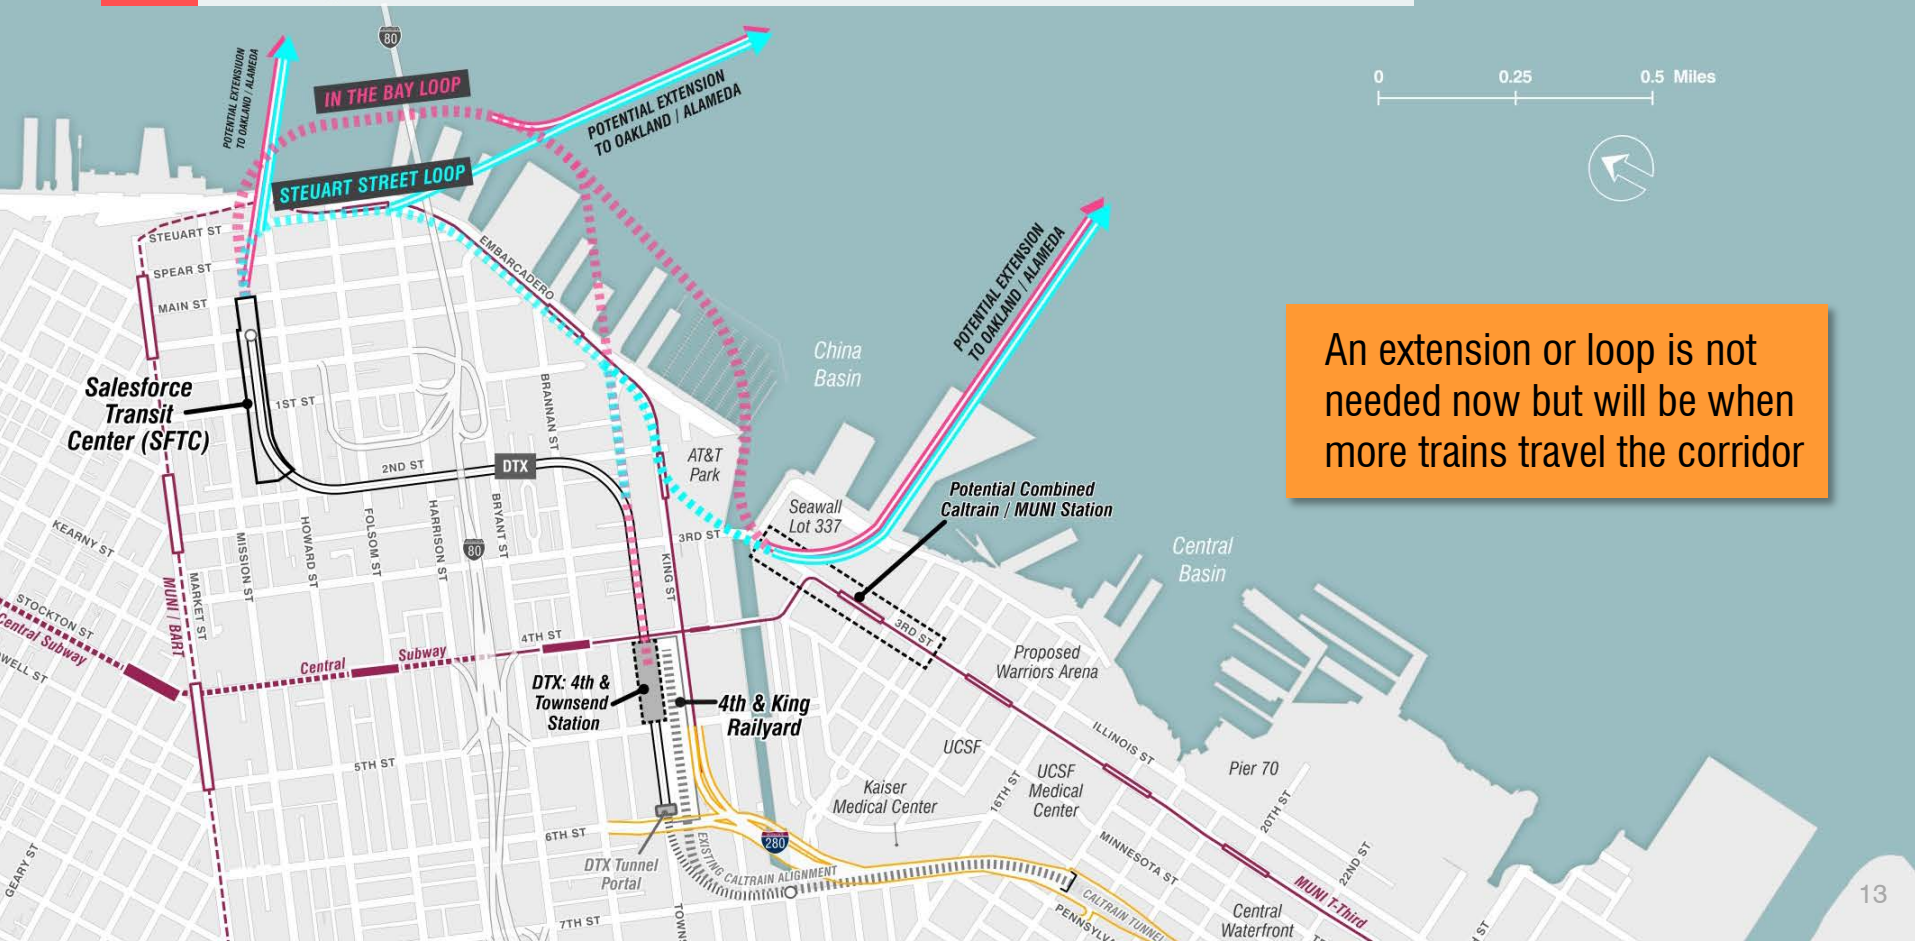 80
POTENTIAL EXTENSIUON
TO OAKLAND / ALAMEDA
IN THE BAY LOOP
POTENTIAL EXTENSION
TO OAKLAND / ALAMEDA
0 0.25 0.5 Miles
STEUART STREET LOOP
POTENTIAL EXTENSION
TO OAKLAND / ALAMEDA
STEUART ST
SPEAR ST
MAIN ST
EMBARCADERO
China
Basin
An extension or loop is not
needed now but will be when
more trains travel the corridor
Salesforce
Transit
Center (SFTC)
1ST ST
BRANNAN ST
2ND ST
DTX
AT&T
Park
Seawall
Lot 337
Potential Combined
Caltrain / MUNI Station
KEARNY ST
MISSION ST
HOWARD ST
FOLSOM ST
HARRISON ST
BRYANT ST
80
3RD ST
KING ST
Central
Basin
MUNI / BART
MARKET ST
STOCKTON ST
Central Subway
WELL ST
Central Subway
4TH ST
3RD ST
Proposed
Warriors Arena
DTX: 4th &
Townsend
Station
4th & King
Railyard
ILLINOIS ST
UCSF
UCSF
Medical
Center
Pier 70
5TH ST
Kaiser
Medical Center
16TH ST
20TH ST
6TH ST
280
EXISTING CALTRAIN ALIGNMENT
DTX Tunnel
Portal
MINNESOTA ST
22ND ST
GEARY ST
CALTRAIN TUNNEL
MUNI T-Third
7TH ST
TOWNS
PENNSYLVA
Central
Waterfront
ST
13